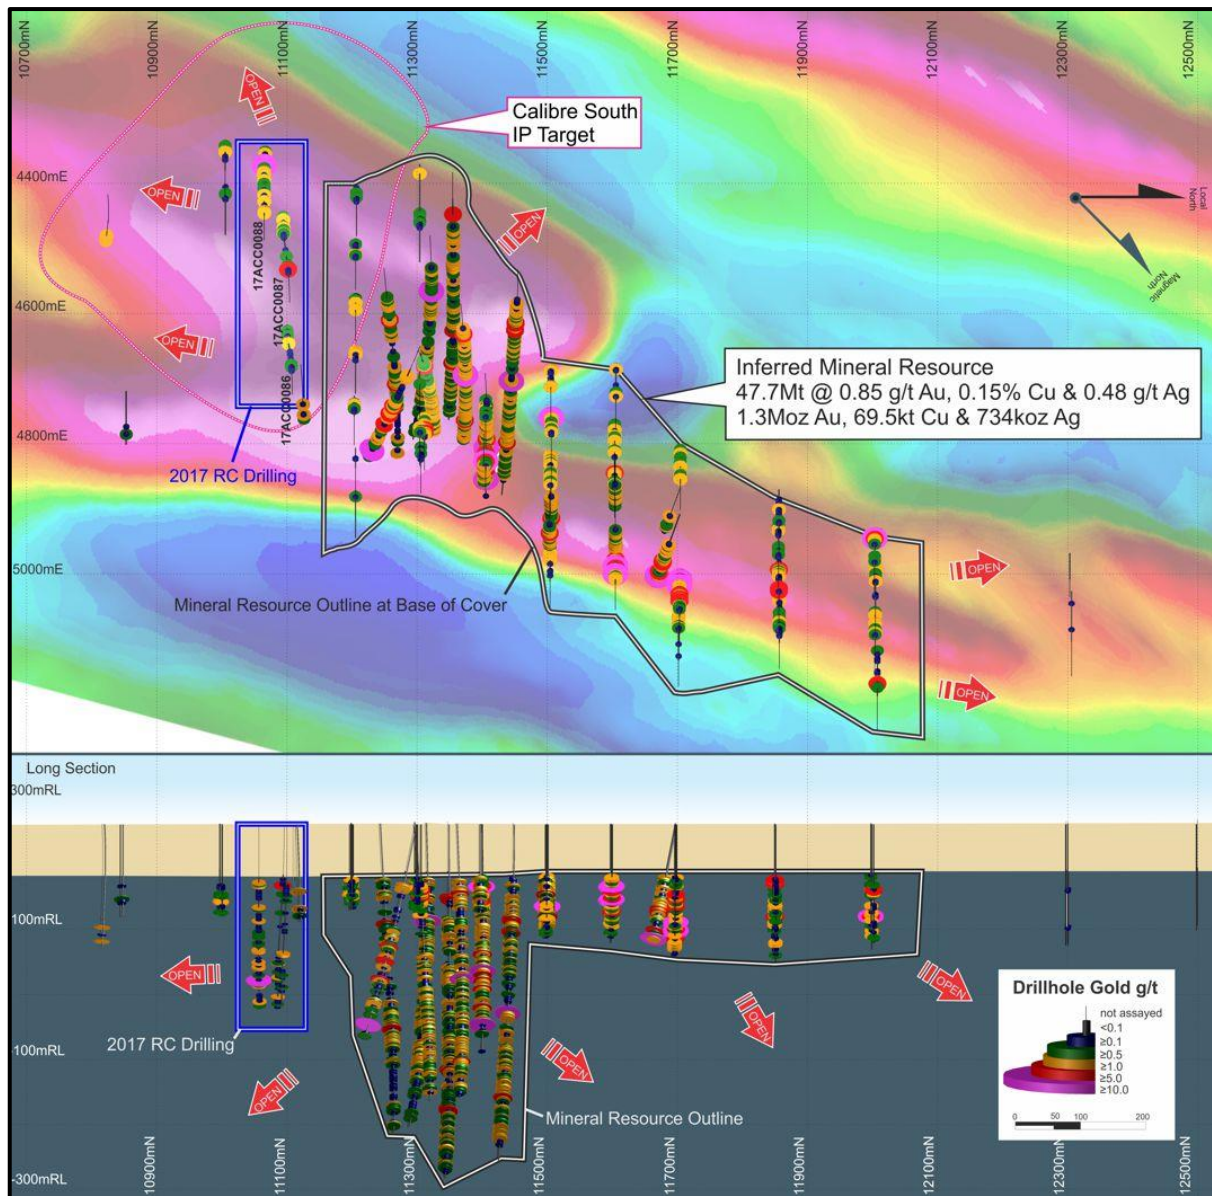 10700mN
10900mN
11100mN
11300mN
11500mN
11700mN
11900mN
12100mN
12300mN
12500mN
OPEN
Calibre South
IP Target
4400mE
OPEN
OPEN
Local
North
Magnetic
North
17ACC0088
17ACC0087
17ACC0086
4600mE
OPEN
Inferred Mineral Resource
47.7Mt @ 0.85 g/t Au, 0.15% Cu & 0.48 g/t Ag
1.3Moz Au, 69.5kt Cu & 734koz Ag
4800mE
2017 RC Drilling
5000mE
OPEN
Mineral Resource Outline at Base of Cover
OPEN
Long Section
300mRL
100mRL
100mRL
OPEN
OPEN
OPEN
2017 RC Drilling
-100mRL
-100mRL
OPEN
OPEN
Mineral Resource Outline
Drillhole Gold g/t
not assayed
<0.1
≥0.1
≥0.5
≥1.0
≥5.0
≥10.0
0 50 100 200
-300mRL
-300mRL
10900mN
11100mN
11300mN
11500mN
11700mN
11900mN
12100mN
12300mN
12500mN